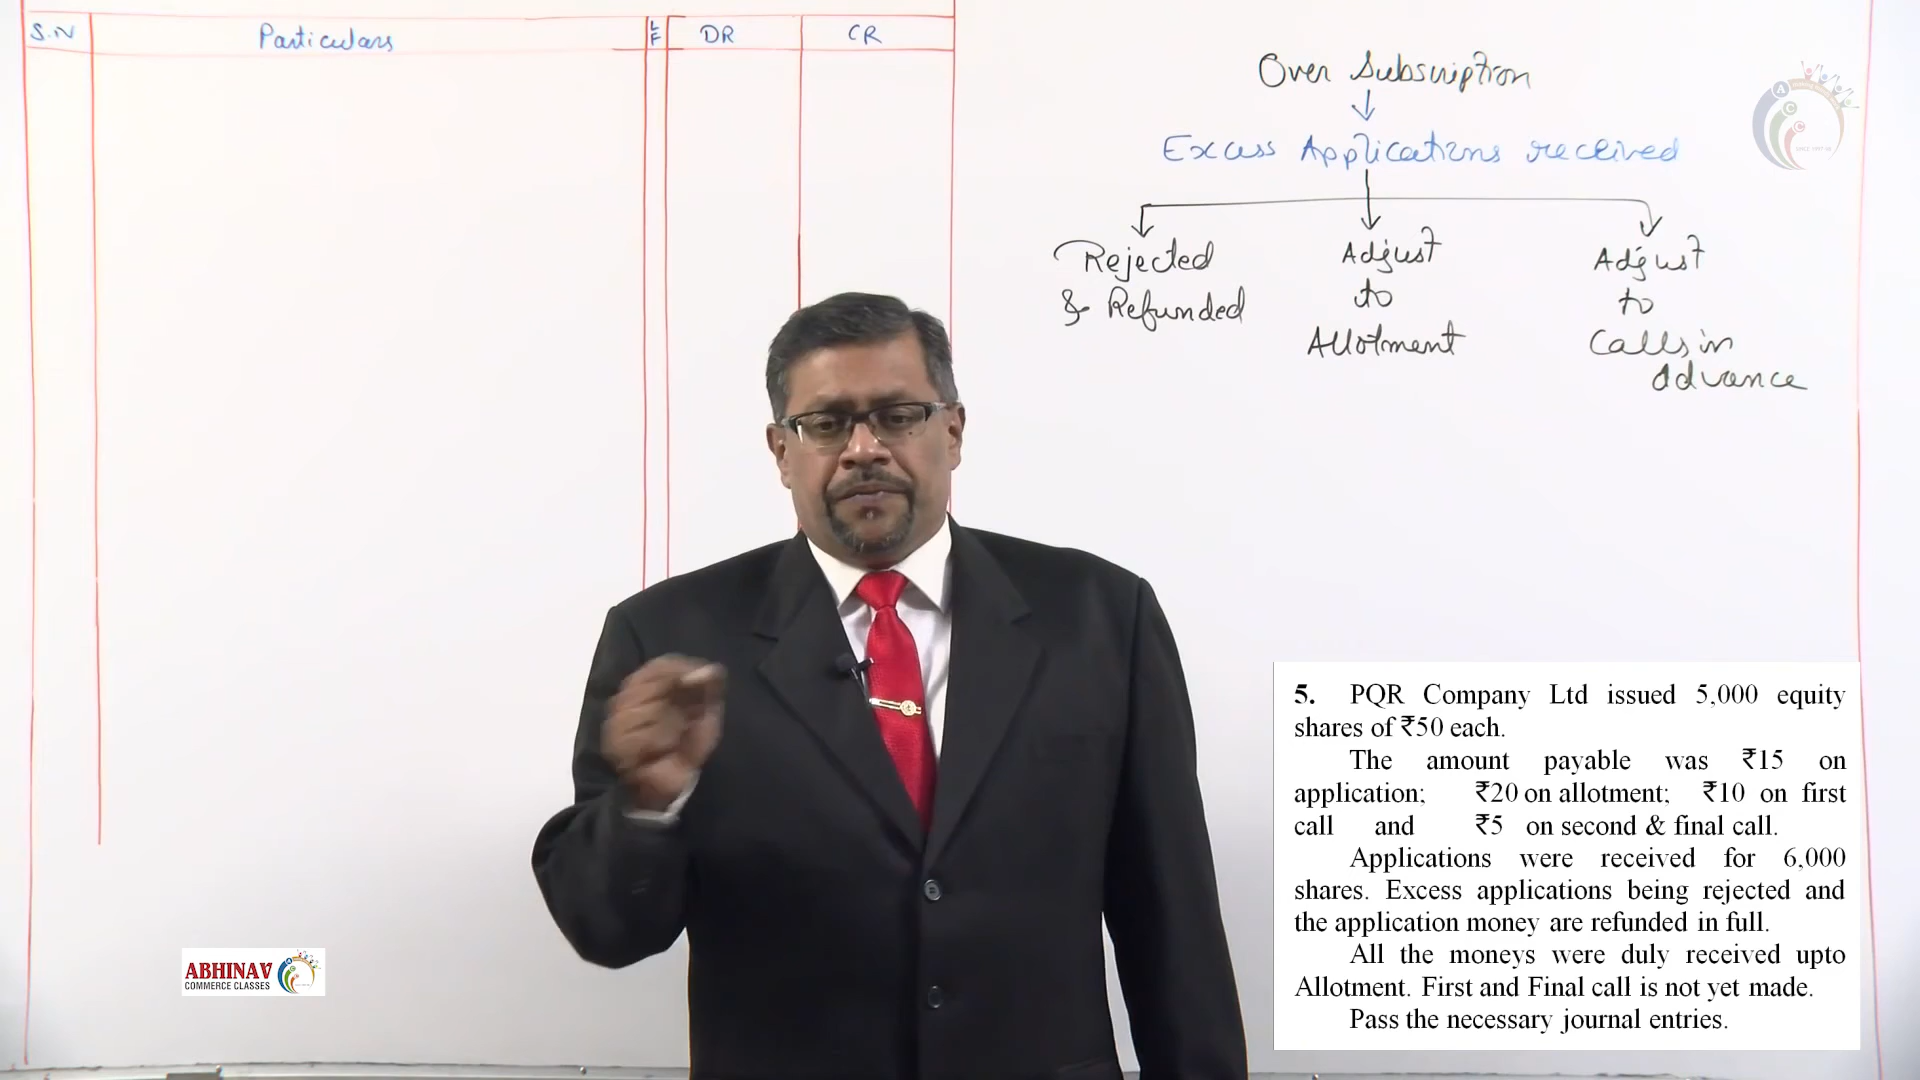 S.N Particulars L F DR CR
Over Subscription
Excess Applications received
Rejected & Refunded
Adjust to Allotment
Adjust to Calls in advance
5. PQR Company Ltd issued 5,000 equity
shares of ₹50 each.
The amount payable was ₹15 on
application; ₹20 on allotment; ₹10 on first
call and ₹5 on second & final call.
Applications were received for 6,000
shares. Excess applications being rejected and
the application money are refunded in full.
All the moneys were duly received upto
Allotment. First and Final call is not yet made.
Pass the necessary journal entries.
ABHINAV
COMMERCE CLASSES
A
C
C